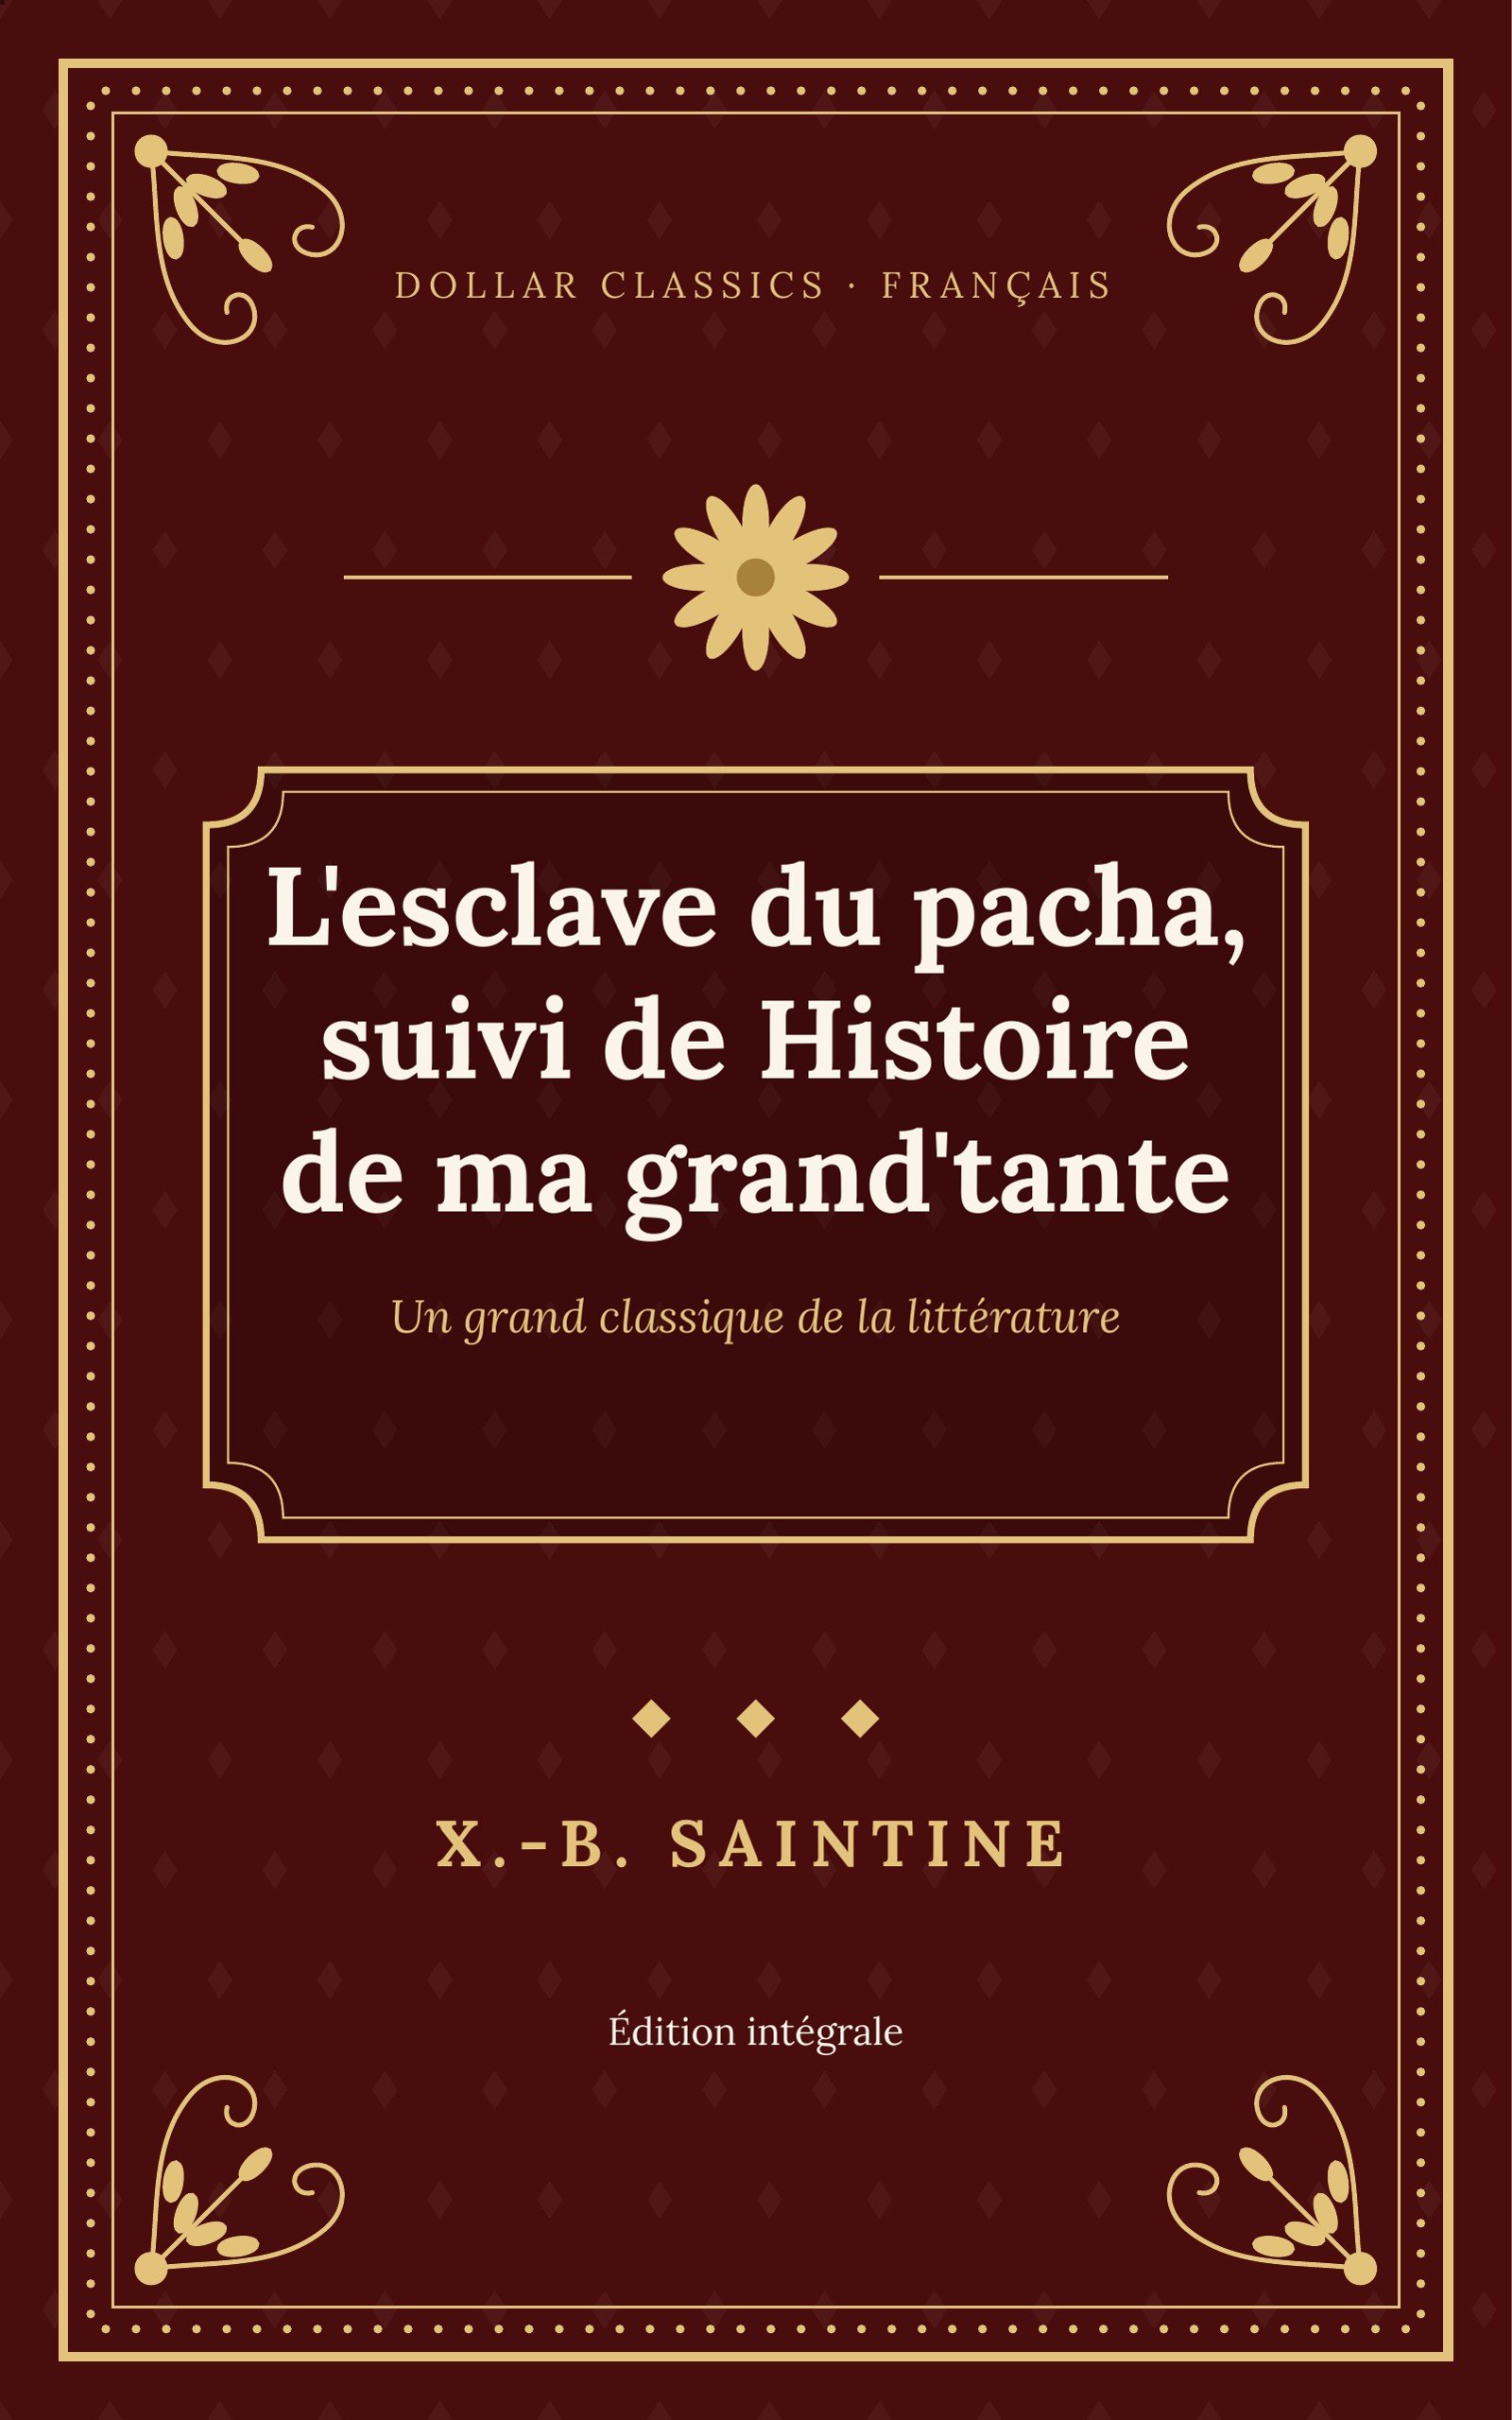 DOLLAR CLASSICS · FRANÇAIS
L'esclave du pacha,
suivi de Histoire
de ma grand'tante
Un grand classique de la littérature
X.-B. SAINTINE
Édition intégrale